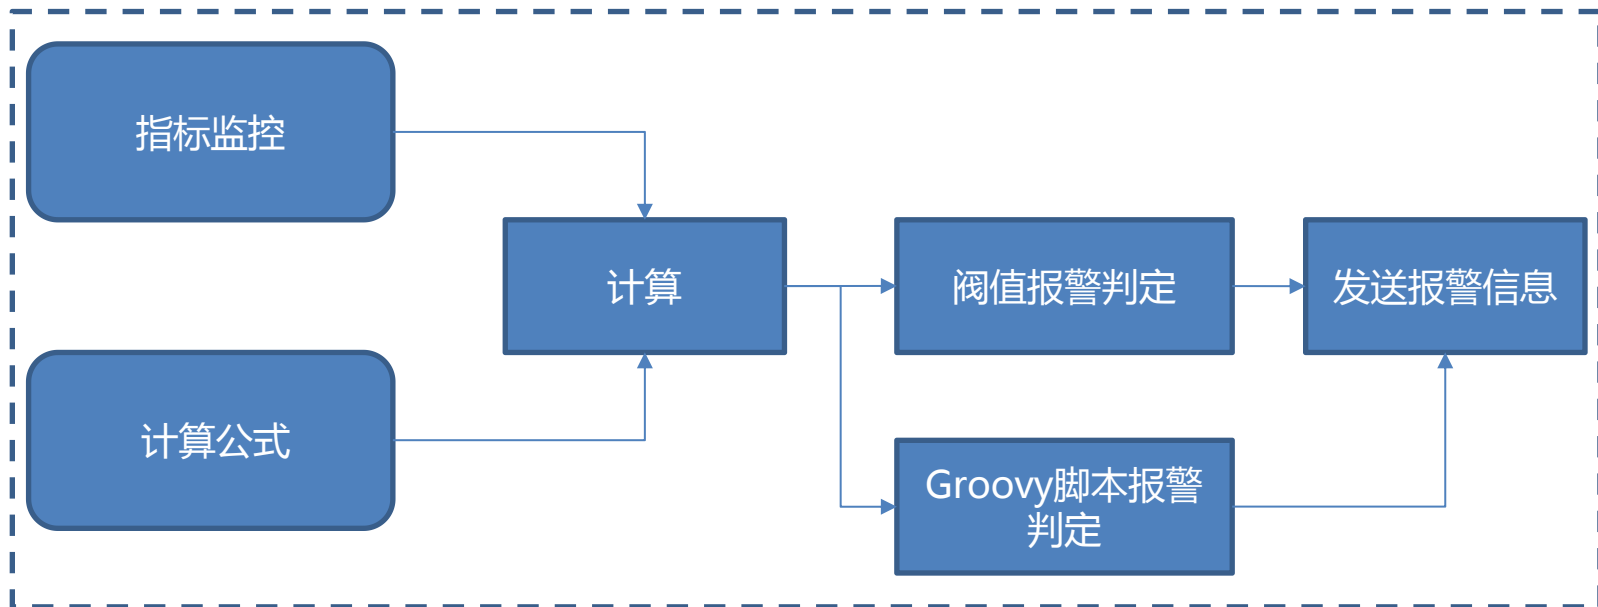 指标监控
计算
阀值报警判定
发送报警信息
计算公式
Groovy脚本报警
判定